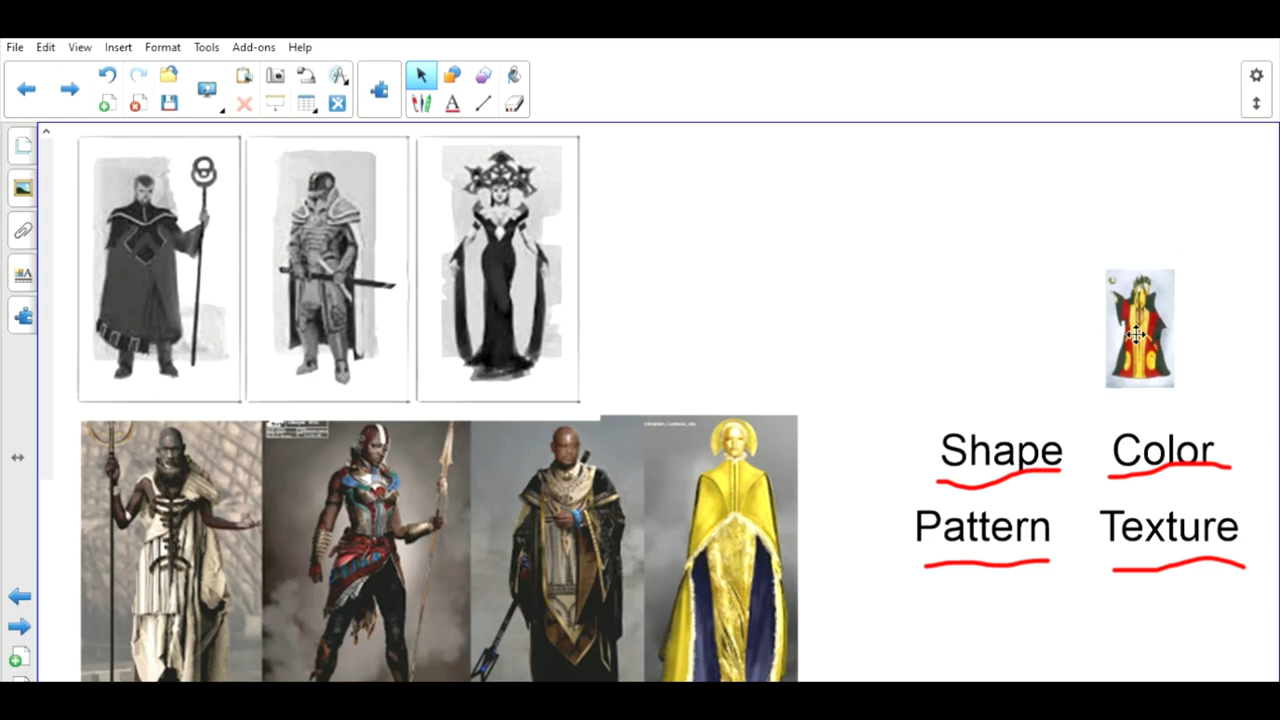 File Edit View Insert Format Tools Add-ons Help
Shape Color
Pattern Texture